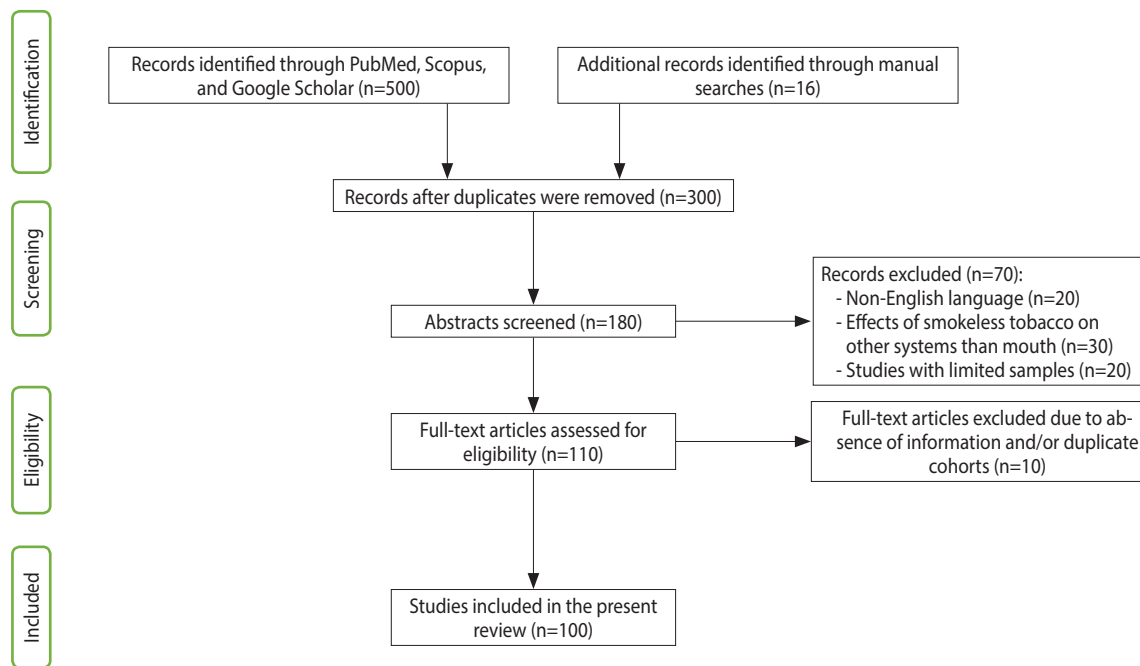 Identification
Records identified through PubMed, Scopus,
and Google Scholar (n=500)
Additional records identified through manual
searches (n=16)
Records after duplicates were removed (n=300)
Screening
Abstracts screened (n=180)
Records excluded (n=70):
- Non-English language (n=20)
- Effects of smokeless tobacco on
other systems than mouth (n=30)
- Studies with limited samples (n=20)
Eligibility
Full-text articles assessed for
eligibility (n=110)
Full-text articles excluded due to ab-
sence of information and/or duplicate
cohorts (n=10)
Included
Studies included in the present
review (n=100)